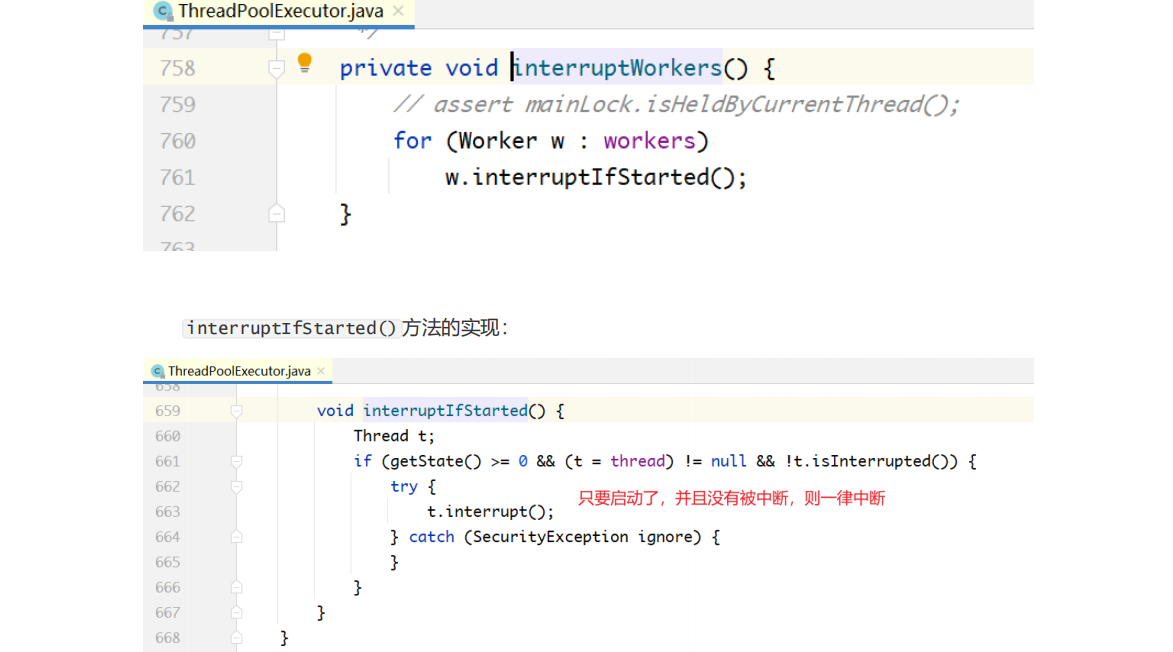 ThreadPoolExecutor.java
757 */
758 private void interruptWorkers() {
759 // assert mainLock.isHeldByCurrentThread();
760 for (Worker w : workers)
761 w.interruptIfStarted();
762 }
763
interruptIfStarted()方法的实现：
ThreadPoolExecutor.java
658
659 void interruptIfStarted() {
660 Thread t;
661 if (getState() >= 0 && (t = thread) != null && !t.isInterrupted()) {
662 try {
只要启动了，并且没有被中断，则一律中断
663 t.interrupt();
664 } catch (SecurityException ignore) {
665 }
666 }
667 }
668 }